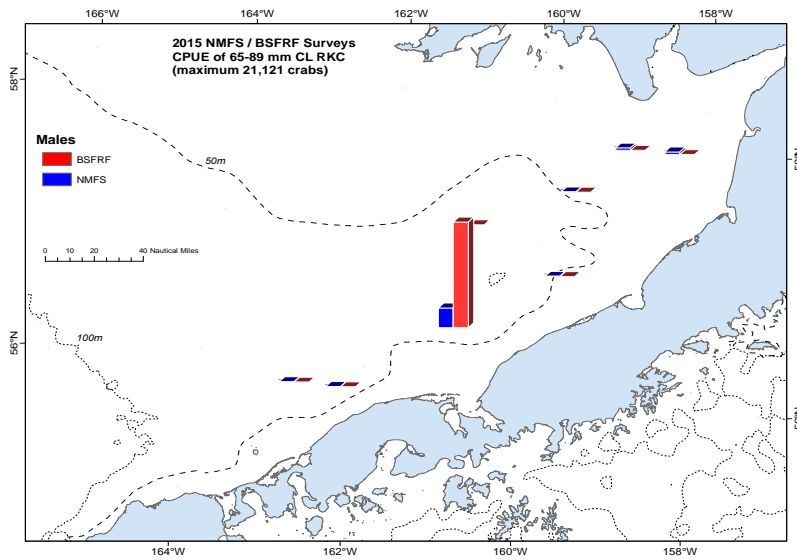 166°W 164°W 162°W 160°W 158°W
2015 NMFS / BSFRF Surveys
CPUE of 65-89 mm CL RKC
(maximum 21,121 crabs)
58°N
Males
BSFRF
NMFS
50m
0 10 20 40 Nautical Miles
56°N
100m
164°W 162°W 160°W 158°W